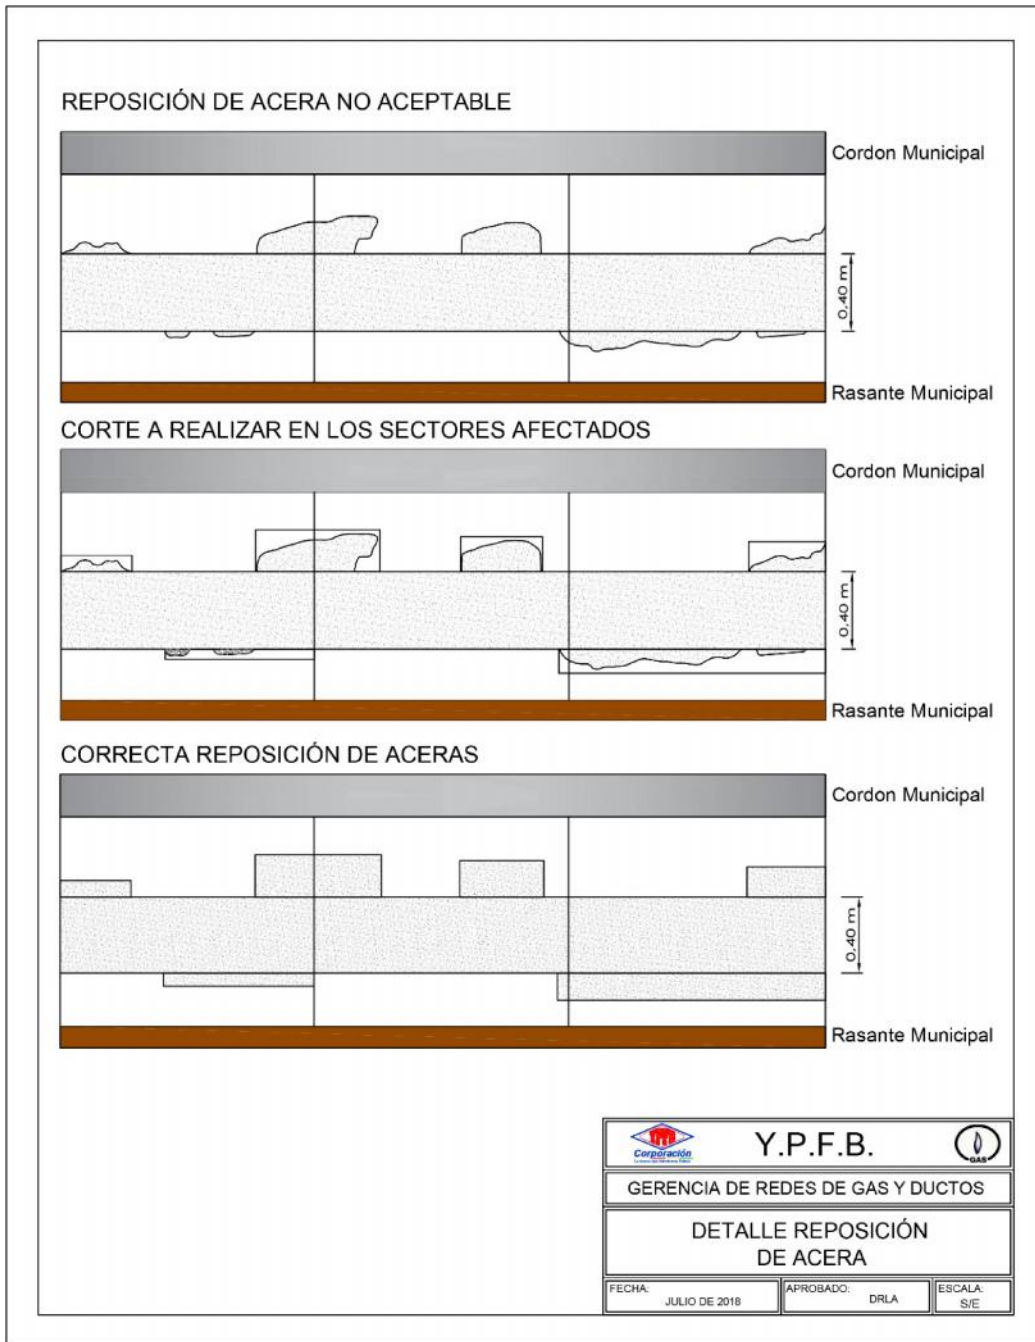 REPOSICIÓN DE ACERA NO ACEPTABLE
Cordon Municipal
0,40 m
Rasante Municipal
CORTE A REALIZAR EN LOS SECTORES AFECTADOS
Cordon Municipal
0,40 m
Rasante Municipal
CORRECTA REPOSICIÓN DE ACERAS
Cordon Municipal
0,40 m
Rasante Municipal
Corporación
Y.P.F.B.
GAS
GERENCIA DE REDES DE GAS Y DUCTOS
DETALLE REPOSICIÓN
DE ACERA
FECHA:
JULIO DE 2018
APROBADO:
DRLA
ESCALA:
S/E